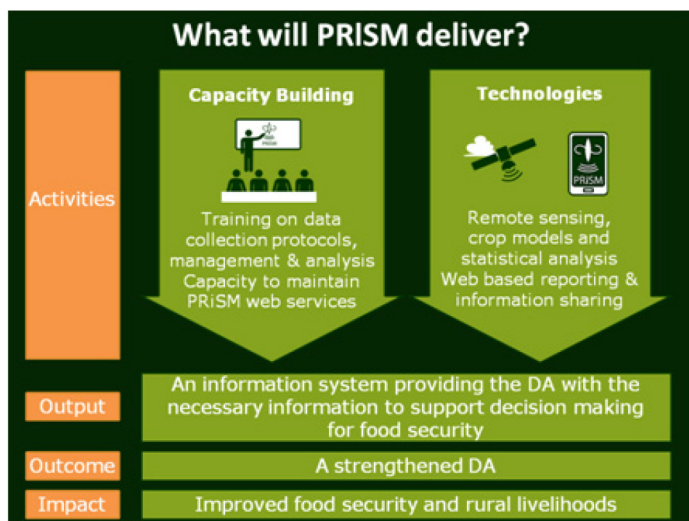 What will PRISM deliver?
Activities
Capacity Building
PRiSM
Training on data
collection protocols,
management & analysis
Capacity to maintain
PRiSM web services
Technologies
PRiSM
Remote sensing,
crop models and
statistical analysis
Web based reporting &
information sharing
Output
An information system providing the DA with the
necessary information to support decision making
for food security
Outcome
A strengthened DA
Impact
Improved food security and rural livelihoods